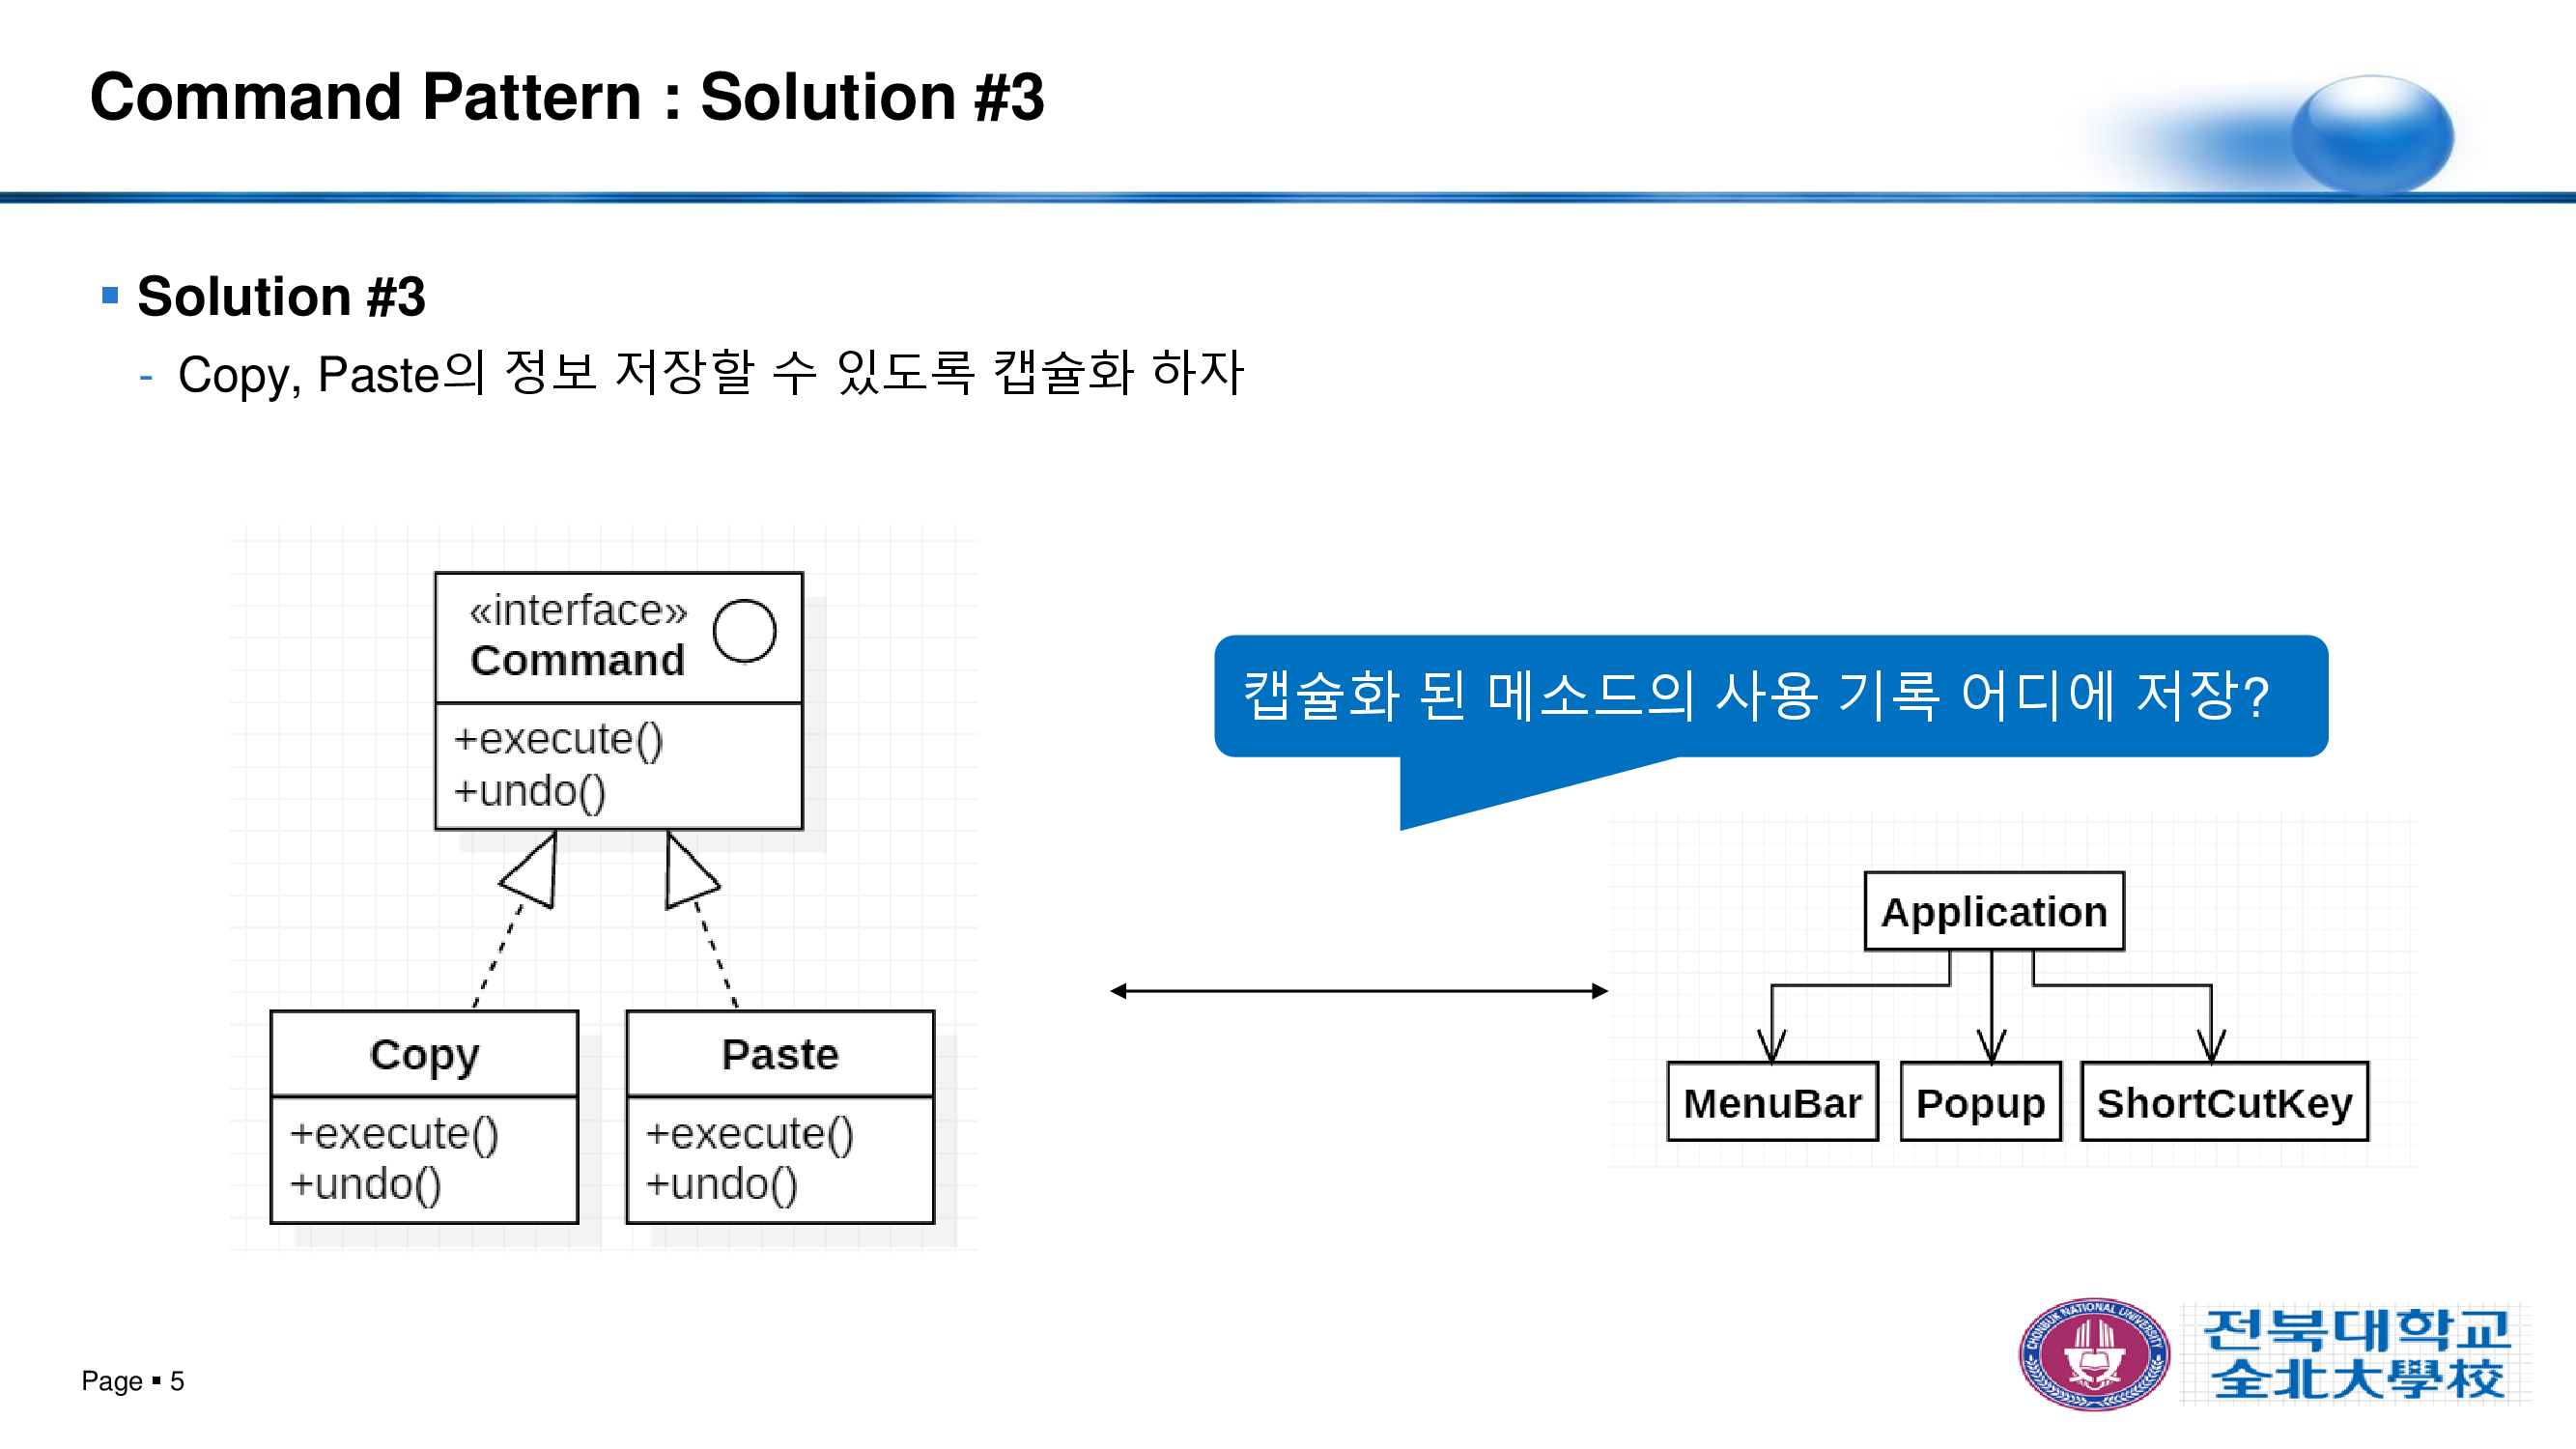 Command Pattern : Solution #3
▪ Solution #3
- Copy, Paste의 정보 저장할 수 있도록 캡슐화 하자
«interface»
Command
+execute()
+undo()
Copy
+execute()
+undo()
Paste
+execute()
+undo()
캡슐화 된 메소드의 사용 기록 어디에 저장?
Application
MenuBar
Popup
ShortCutKey
Page ▪ 5
CHONBUK NATIONAL UNIVERSITY
전북대학교
全北大學校